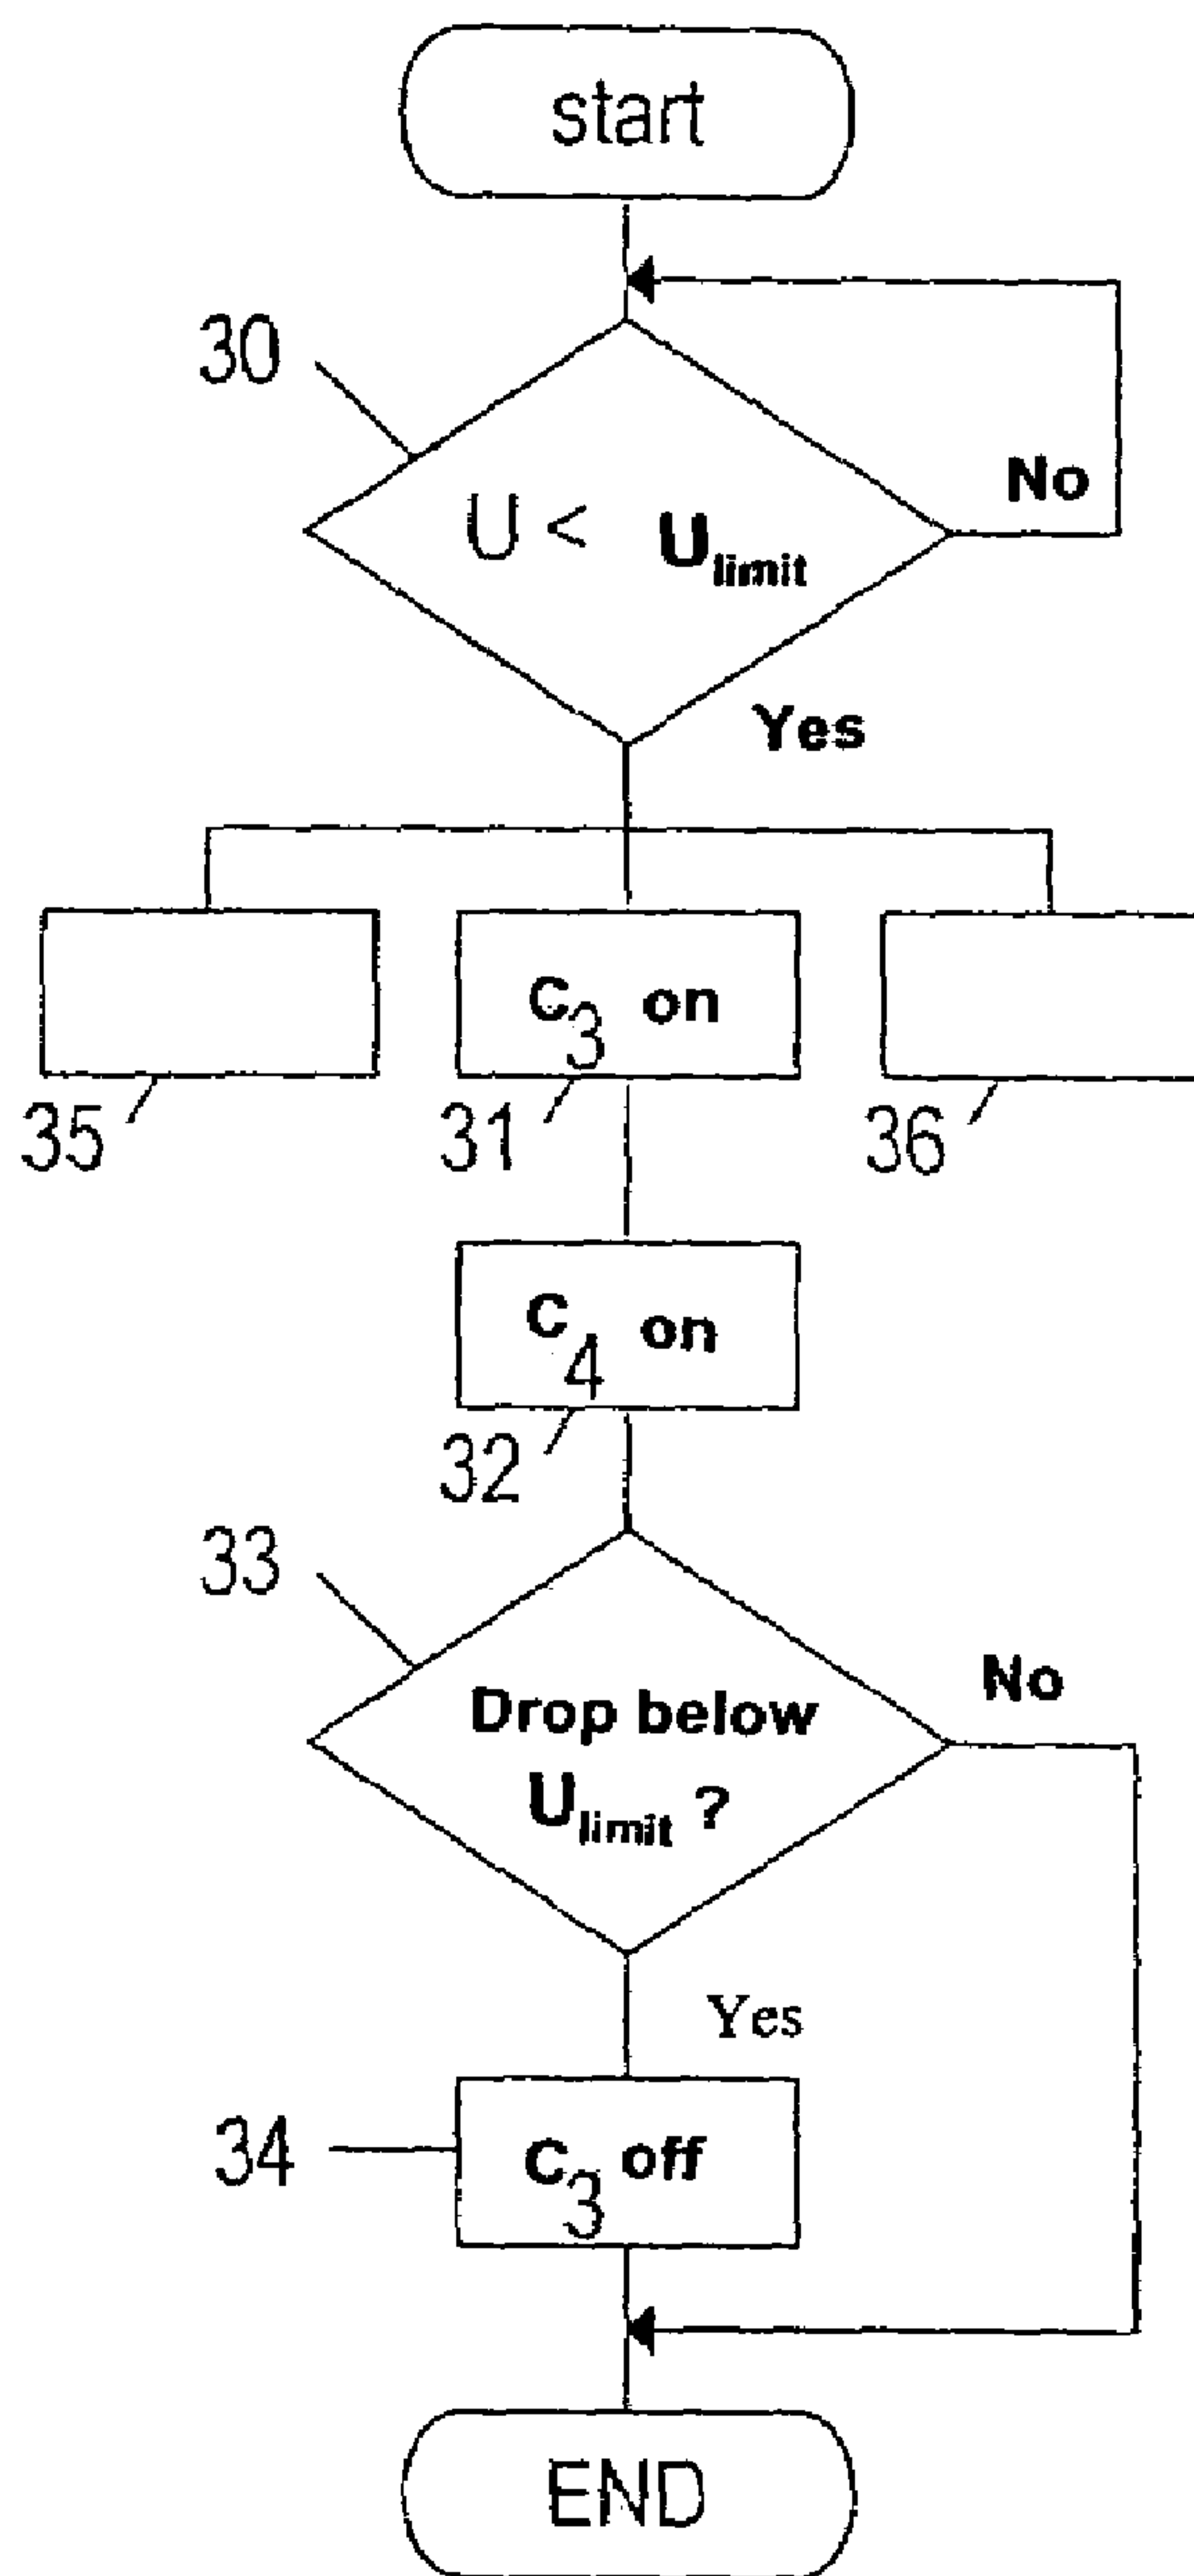 start
30
U < U_limit
No
Yes
C_3 on
35
31
36
C_4 on
32
33
Drop below
U_limit ?
No
Yes
34
C_3 off
END